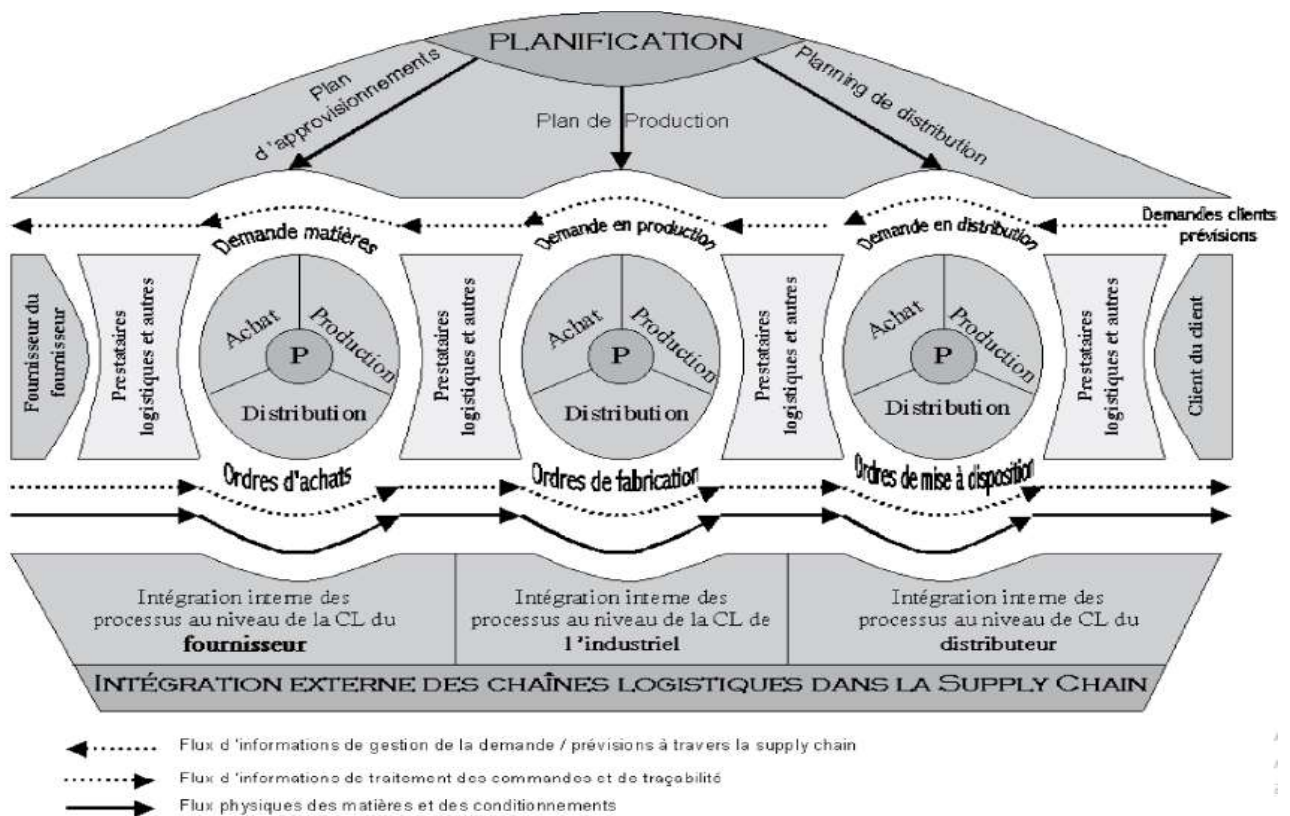 PLANIFICATION
Plan
d'approvisionnements
Plan de Production
Planning de distribution
Demandes clients
prévisions
Demande matières
Demande en production
Demande en distribution
Fournisseur du
fournisseur
Prestataires
logistiques et autres
Achat
Production
P
Distribution
Prestataires
logistiques et autres
Achat
Production
P
Distribution
Prestataires
logistiques et autres
Achat
Production
P
Distribution
Prestataires
logistiques et autres
Client du client
Ordres d'achats
Ordres de fabrication
Ordres de mise à disposition
Intégration interne des
processus au niveau de la CL du
fournisseur
Intégration interne des
processus au niveau de la CL de
l'industriel
Intégration interne des
processus au niveau de CL du
distributeur
INTÉGRATION EXTERNE DES CHAÎNES LOGISTIQUES DANS LA SUPPLY CHAIN
Flux d'informations de gestion de la demande / prévisions à travers la supply chain
Flux d'informations de traitement des commandes et de traçabilité
Flux physiques des matières et des conditionnements